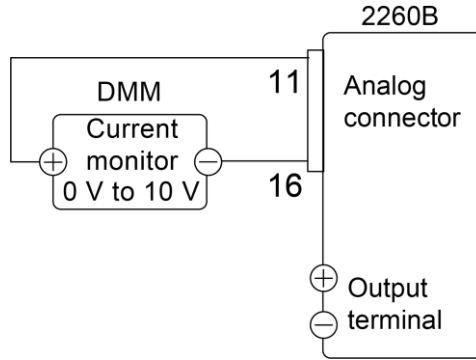 2260B
11
DMM
Analog
connector
Current
monitor
0 V to 10 V
+
−
16
+
Output
terminal
−